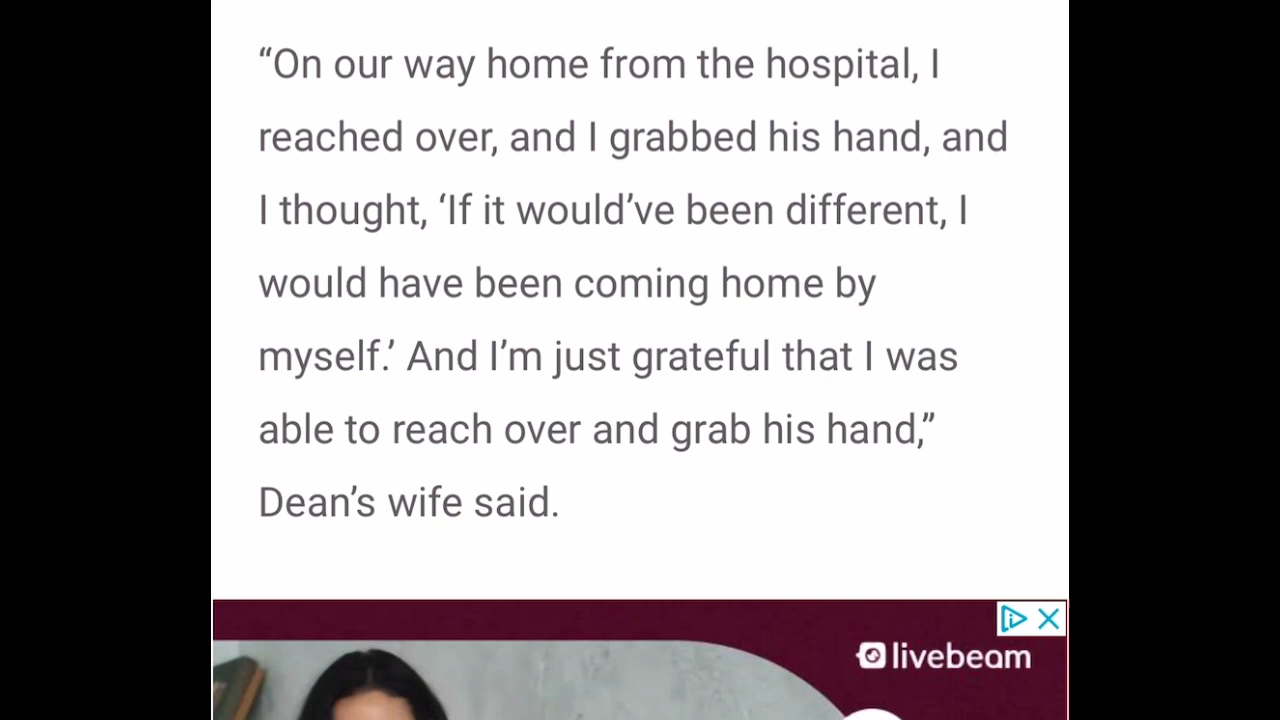 “On our way home from the hospital, I
reached over, and I grabbed his hand, and
I thought, ‘If it would’ve been different, I
would have been coming home by
myself.’ And I’m just grateful that I was
able to reach over and grab his hand,”
Dean’s wife said.
livebeam